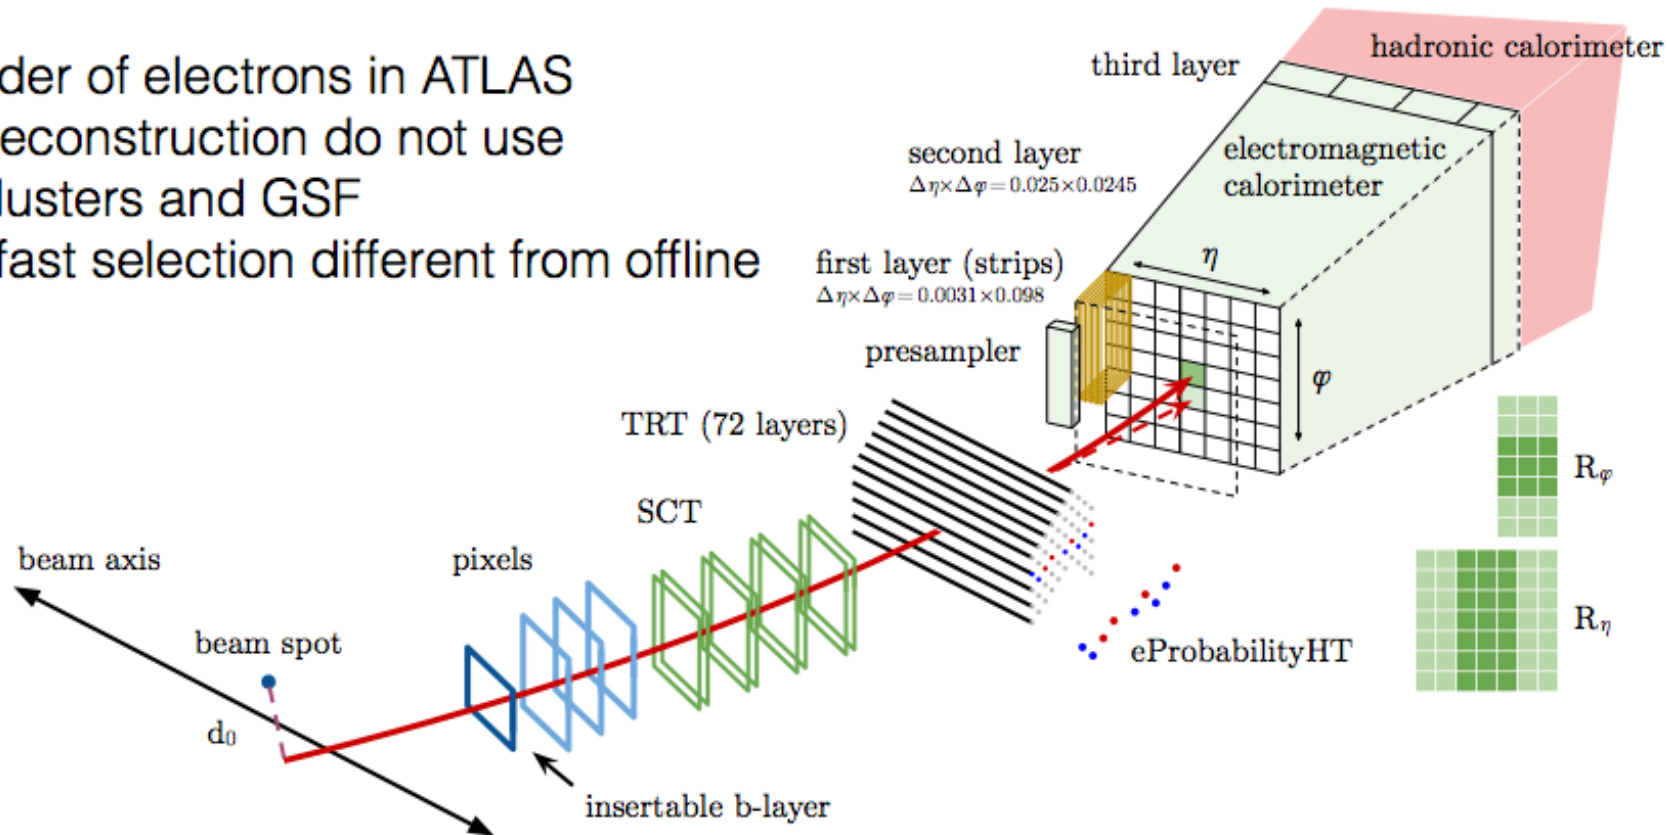 der of electrons in ATLAS
econstruction do not use
lusters and GSF
fast selection different from offline
hadronic calorimeter
third layer
second layer
Δη×Δφ=0.025×0.0245
electromagnetic
calorimeter
first layer (strips)
Δη×Δφ=0.0031×0.098
η
presampler
φ
TRT (72 layers)
Rφ
SCT
beam axis
pixels
Rη
beam spot
eProbabilityHT
d0
insertable b-layer